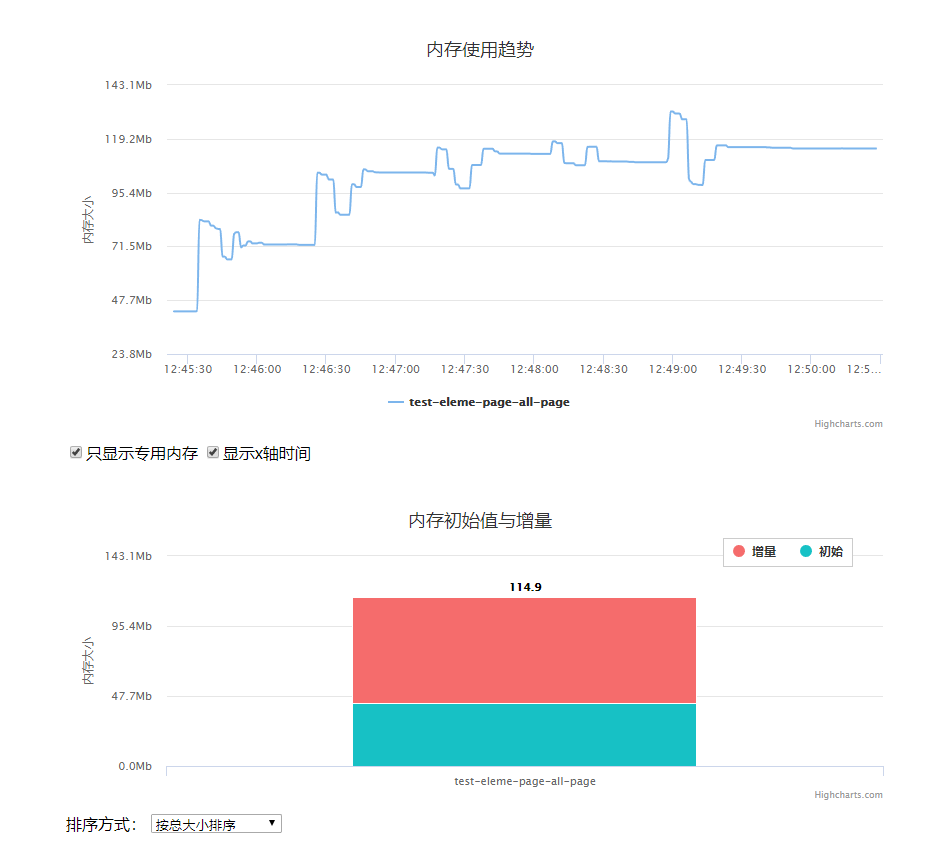 内存使用趋势
143.1Mb
119.2Mb
95.4Mb
71.5Mb
47.7Mb
23.8Mb
内存大小
12:45:30 12:46:00 12:46:30 12:47:00 12:47:30 12:48:00 12:48:30 12:49:00 12:49:30 12:50:00 12:5...
test-eleme-page-all-page
Highcharts.com
只显示专用内存 显示x轴时间
内存初始值与增量
增量 初始
143.1Mb
95.4Mb
47.7Mb
0.0Mb
内存大小
114.9
test-eleme-page-all-page
Highcharts.com
排序方式： 按总大小排序